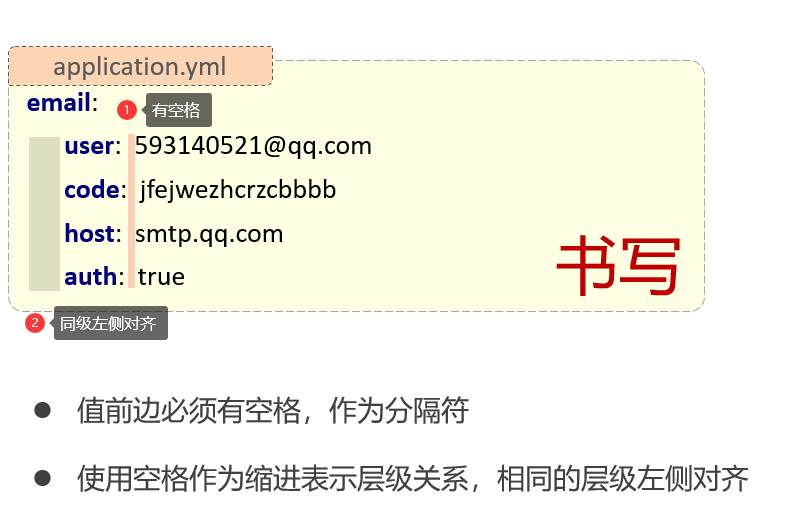 application.yml
email:
1 有空格
user: 593140521@qq.com
code: jfejwezhcrzcbbbb
host: smtp.qq.com
auth: true
书写
2 同级左侧对齐
● 值前边必须有空格，作为分隔符
● 使用空格作为缩进表示层级关系，相同的层级左侧对齐